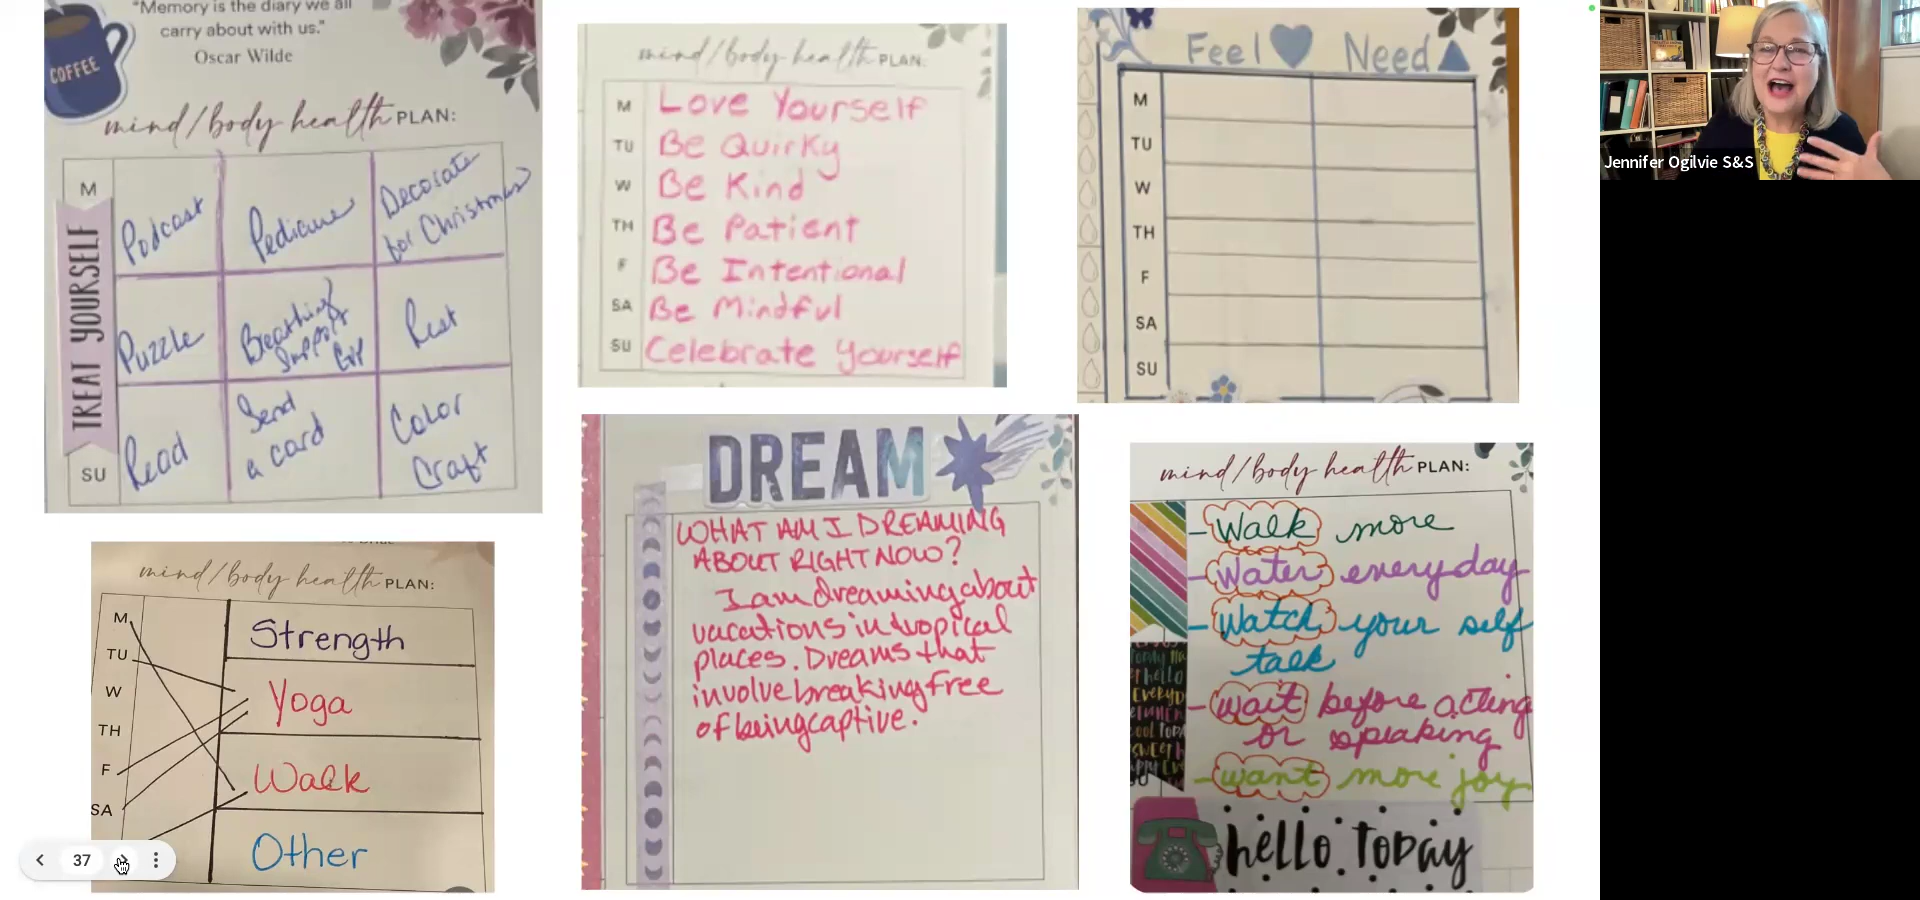 "Memory is the diary we all
carry about with us."
Oscar Wilde
COFFEE
mind/body health PLAN:
M
SU
TREAT YOURSELF
Podcast
Pedicure
Decorate
for Christmas
Puzzle
Breathing
Support
Rest
Read
Send
a card
Color
Craft
mind/body health PLAN:
M Love Yourself
TU Be Quirky
W Be Kind
TH Be Patient
F Be Intentional
SA Be Mindful
SU Celebrate Yourself
Feel Need
M
TU
W
TH
F
SA
SU
Jennifer Ogilvie S&S
mind/body health PLAN:
M
TU
W
TH
F
SA
Strength
Yoga
Walk
Other
37
DREAM
WHAT AM I DREAMING
ABOUT RIGHT NOW?
I am dreaming about
vacations in tropical
places. Dreams that
involve breaking free
of being captive.
mind/body health PLAN:
- Walk more
- Water everyday
- Watch your self
talk
- wait before acting
or speaking
- want more joy
hello
hello today